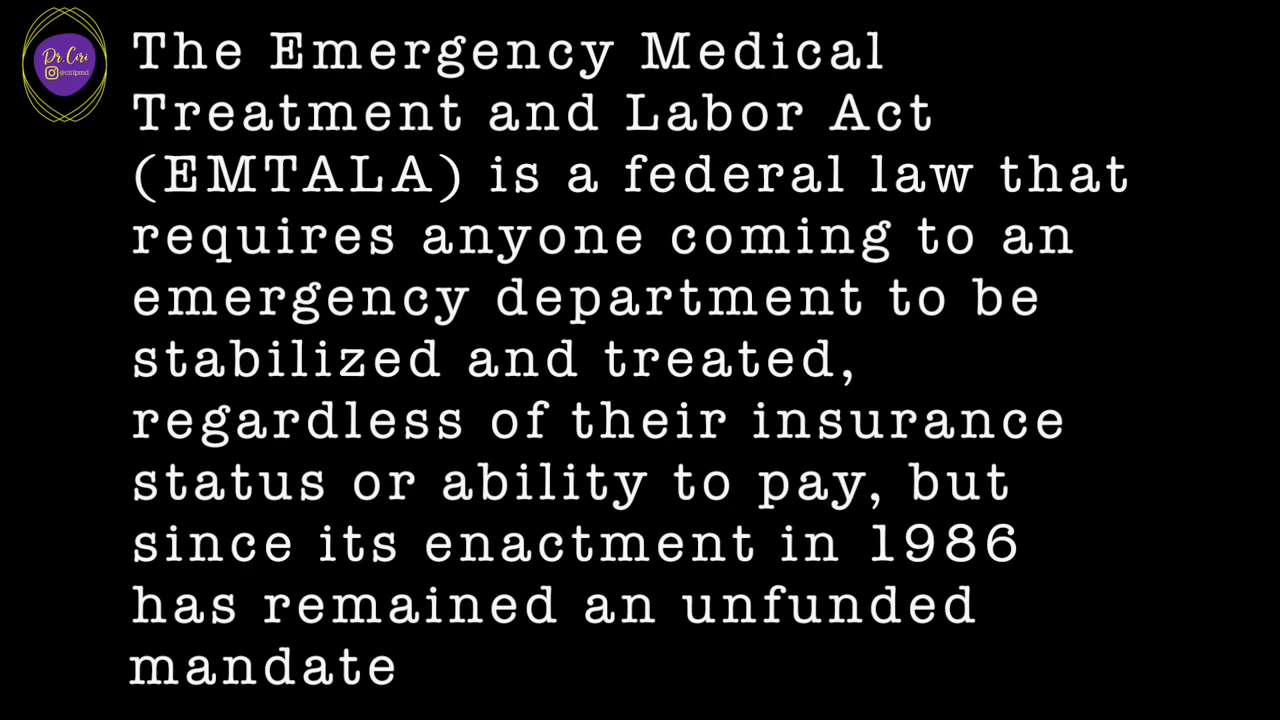 Dr. Ciri
@ciripmd
The Emergency Medical
Treatment and Labor Act
(EMTALA) is a federal law that
requires anyone coming to an
emergency department to be
stabilized and treated,
regardless of their insurance
status or ability to pay, but
since its enactment in 1986
has remained an unfunded
mandate